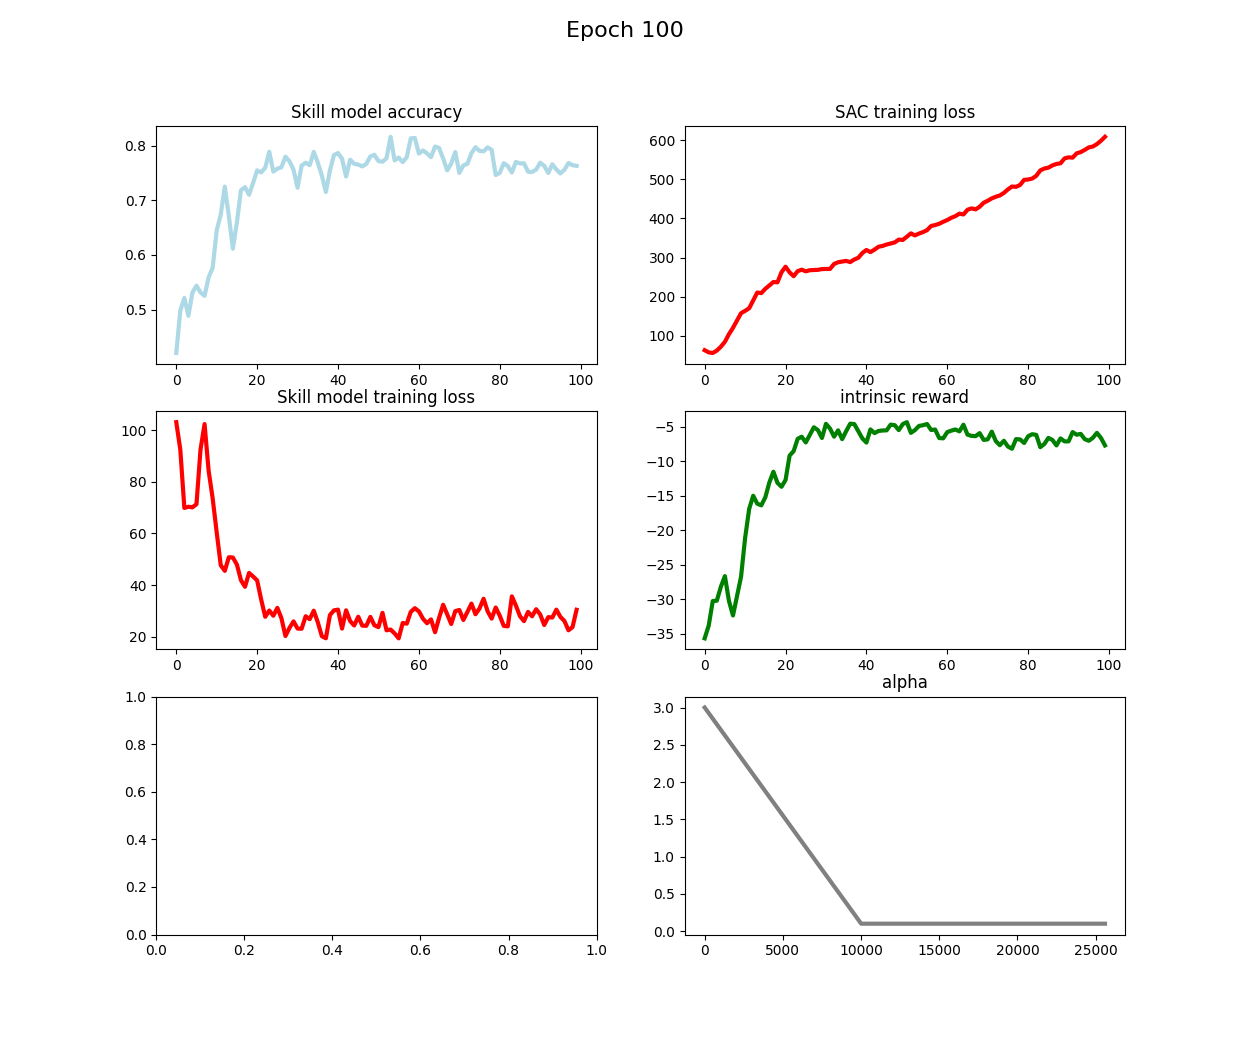 Epoch 100
Skill model accuracy
0.8
0.7
0.6
0.5
0 20 40 60 80 100
SAC training loss
600
500
400
300
200
100
0 20 40 60 80 100
Skill model training loss
100
80
60
40
20
0 20 40 60 80 100
intrinsic reward
−5
−10
−15
−20
−25
−30
−35
0 20 40 60 80 100
1.0
0.8
0.6
0.4
0.2
0.0
0.0 0.2 0.4 0.6 0.8 1.0
alpha
3.0
2.5
2.0
1.5
1.0
0.5
0.0
0 5000 10000 15000 20000 25000